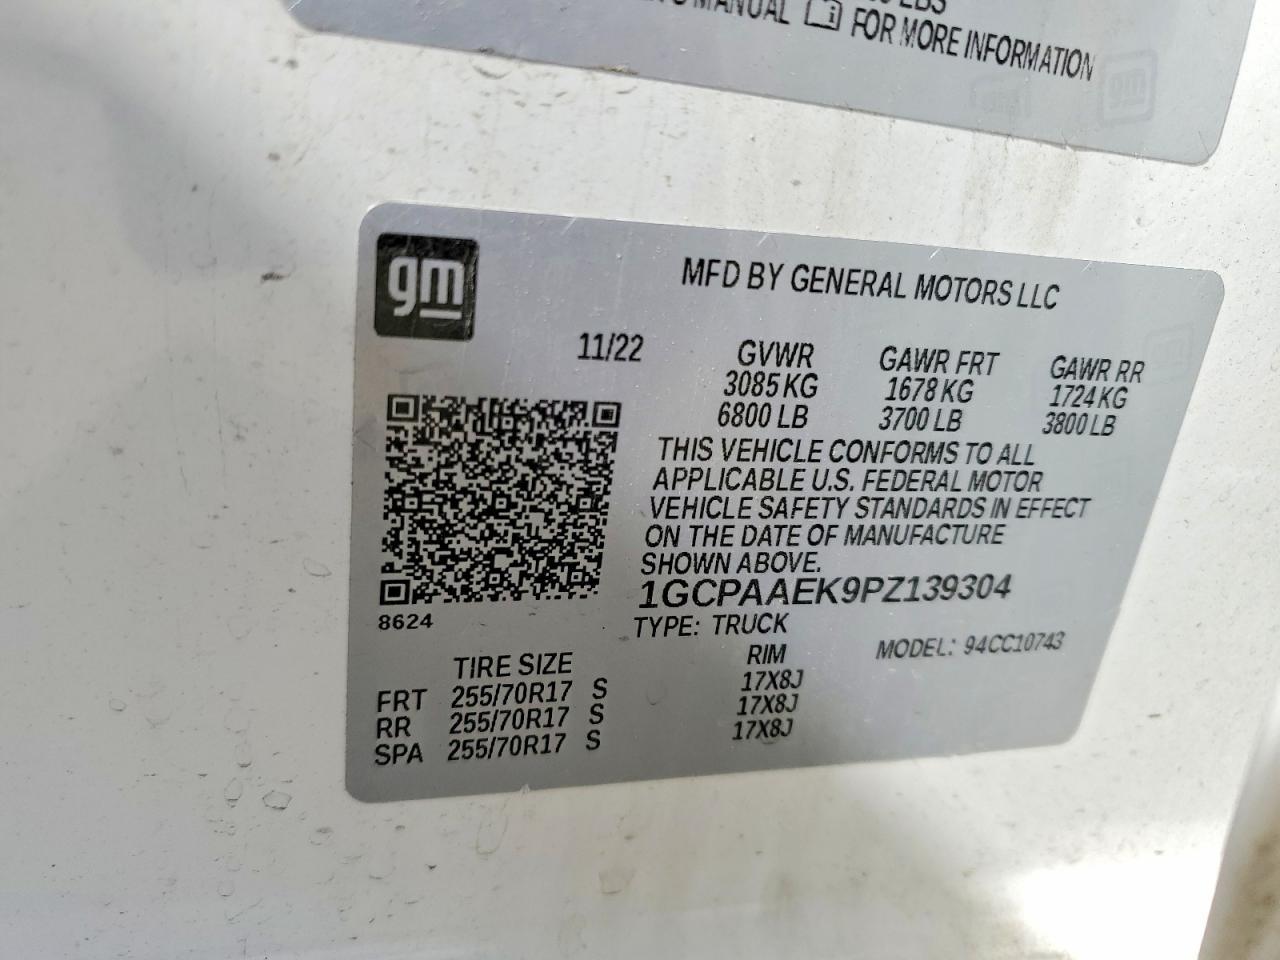 LBS
MANUAL FOR MORE INFORMATION
gm
MFD BY GENERAL MOTORS LLC
11/22
GVWR GAWR FRT GAWR RR
3085 KG 1678 KG 1724 KG
6800 LB 3700 LB 3800 LB
THIS VEHICLE CONFORMS TO ALL
APPLICABLE U.S. FEDERAL MOTOR
VEHICLE SAFETY STANDARDS IN EFFECT
ON THE DATE OF MANUFACTURE
SHOWN ABOVE.
1GCPAAEK9PZ139304
8624
TYPE: TRUCK MODEL: 94CC10743
TIRE SIZE RIM
FRT 255/70R17 S 17X8J
RR 255/70R17 S 17X8J
SPA 255/70R17 S 17X8J